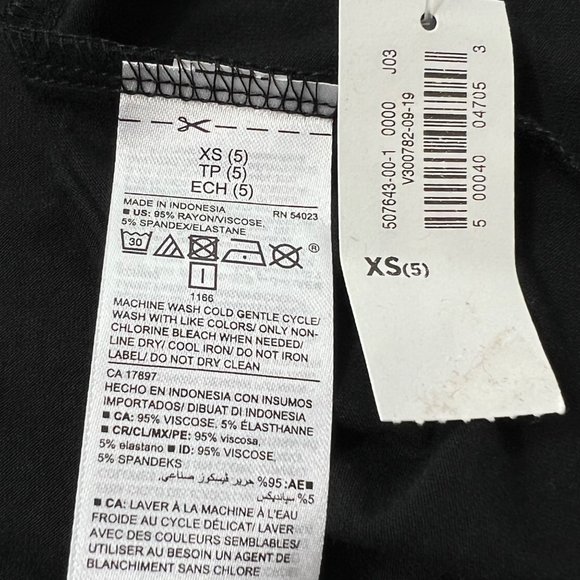 XS (5)
TP (5)
ECH (5)
MADE IN INDONESIA RN 54023
■ US: 95% RAYON/VISCOSE,
5% SPANDEX/ELASTANE
30
®
I
1166
MACHINE WASH COLD GENTLE CYCLE/
WASH WITH LIKE COLORS/ ONLY NON-
CHLORINE BLEACH WHEN NEEDED/
LINE DRY/ COOL IRON/ DO NOT IRON
LABEL/ DO NOT DRY CLEAN
CA 17897
HECHO EN INDONESIA CON INSUMOS
IMPORTADOS/ DIBUAT DI INDONESIA
■ CA: 95% VISCOSE, 5% ÉLASTHANNE
■ CR/CL/MX/PE: 95% viscosa,
5% elastano ■ ID: 95% VISCOSE,
5% SPANDEKS
■ AE: 95% حرير فيسكوز صناعي,
5% سباندیکس
■ CA: LAVER À LA MACHINE À L'EAU
FROIDE AU CYCLE DÉLICAT/ LAVER
AVEC DES COULEURS SEMBLABLES/
UTILISER AU BESOIN UN AGENT DE
BLANCHIMENT SANS CHLORE
507643-00-1 0000 J03
V300782-09-19
5 00040 04705 3
XS(5)